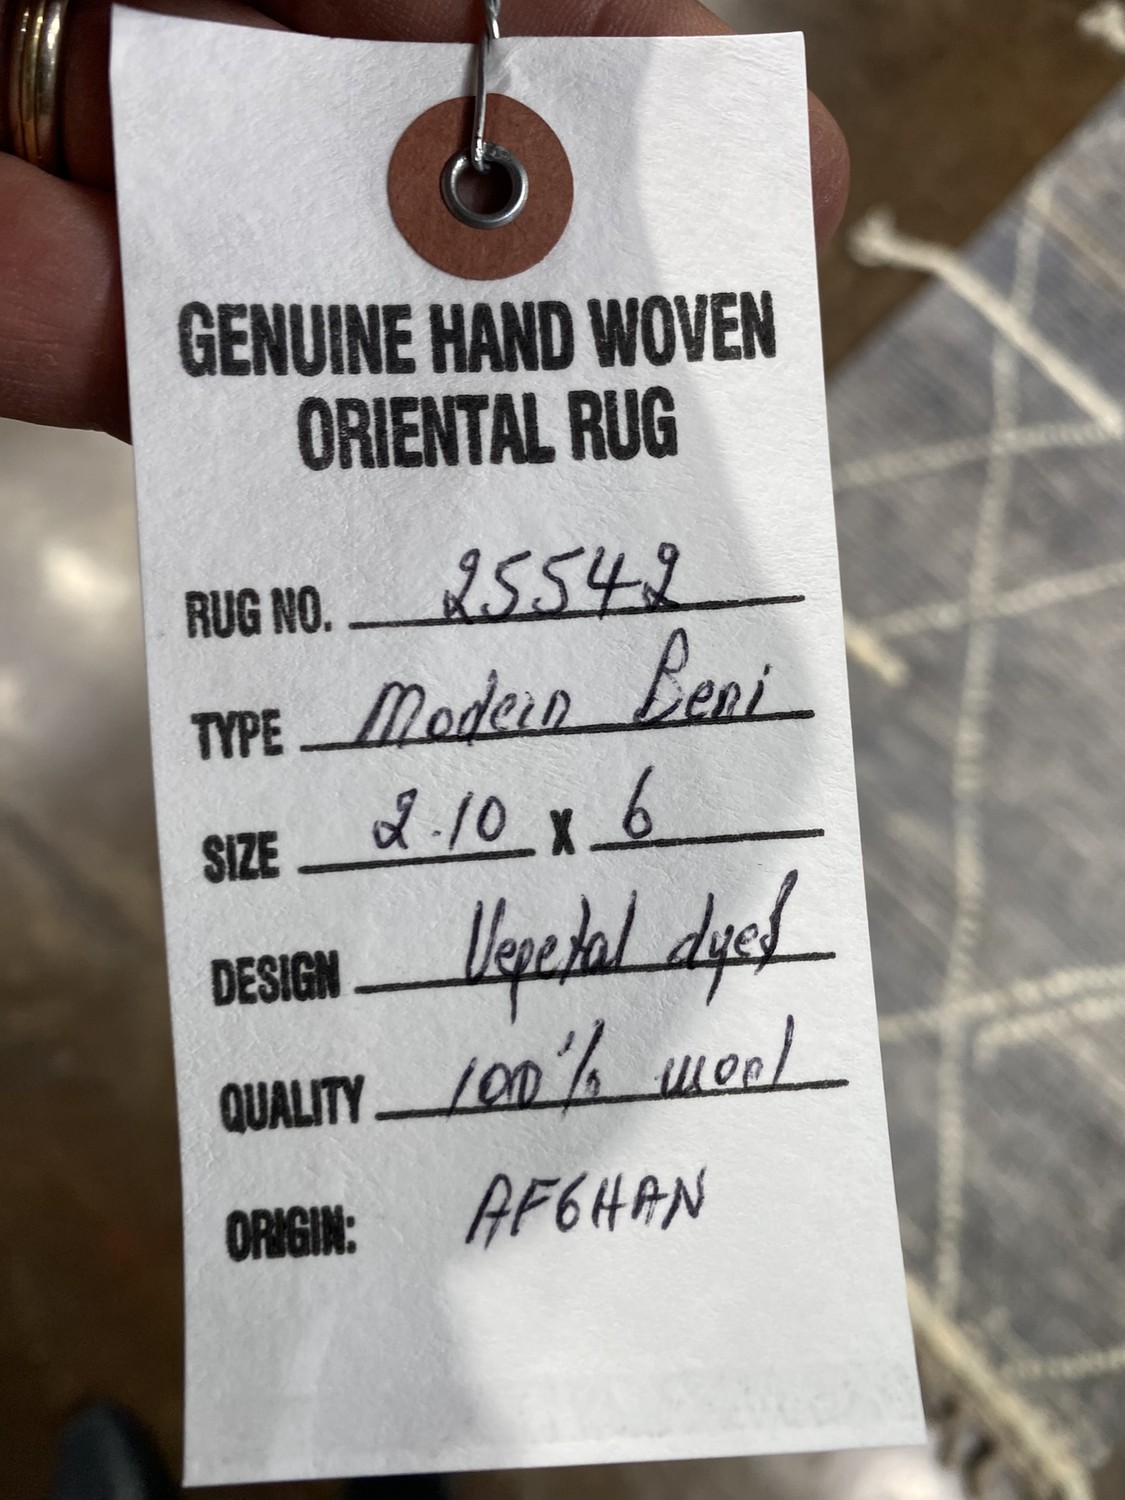 GENUINE HAND WOVEN
ORIENTAL RUG
RUG NO. 25542
TYPE Modern Beni
SIZE 2.10 X 6
DESIGN Vegetal dyed
QUALITY 100% wool
ORIGIN: AFGHAN